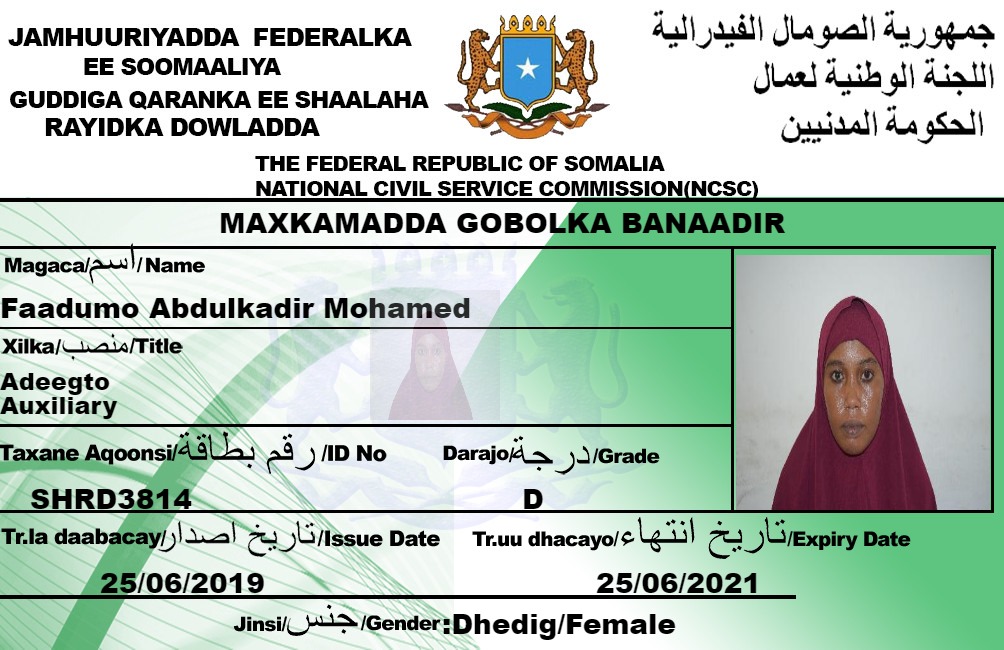 JAMHUURIYADDA FEDERALKA
EE SOOMAALIYA
GUDDIGA QARANKA EE SHAALAHA
RAYIDKA DOWLADDA
جمهورية الصومال الفيدرالية
اللجنة الوطنية لعمال
الحكومة المدنيين
THE FEDERAL REPUBLIC OF SOMALIA
NATIONAL CIVIL SERVICE COMMISSION(NCSC)
MAXKAMADDA GOBOLKA BANAADIR
Magaca/اسم/Name
Faadumo Abdulkadir Mohamed
Xilka/منصب/Title
Adeegto
Auxiliary
Taxane Aqoonsi/رقم بطاقة/ID No
Darajo/درجة/Grade
SHRD3814
D
Tr.la daabacay/تاريخ اصدار/Issue Date
Tr.uu dhacayo/تاريخ انتهاء/Expiry Date
25/06/2019
25/06/2021
Jinsi/جنس/Gender:Dhedig/Female